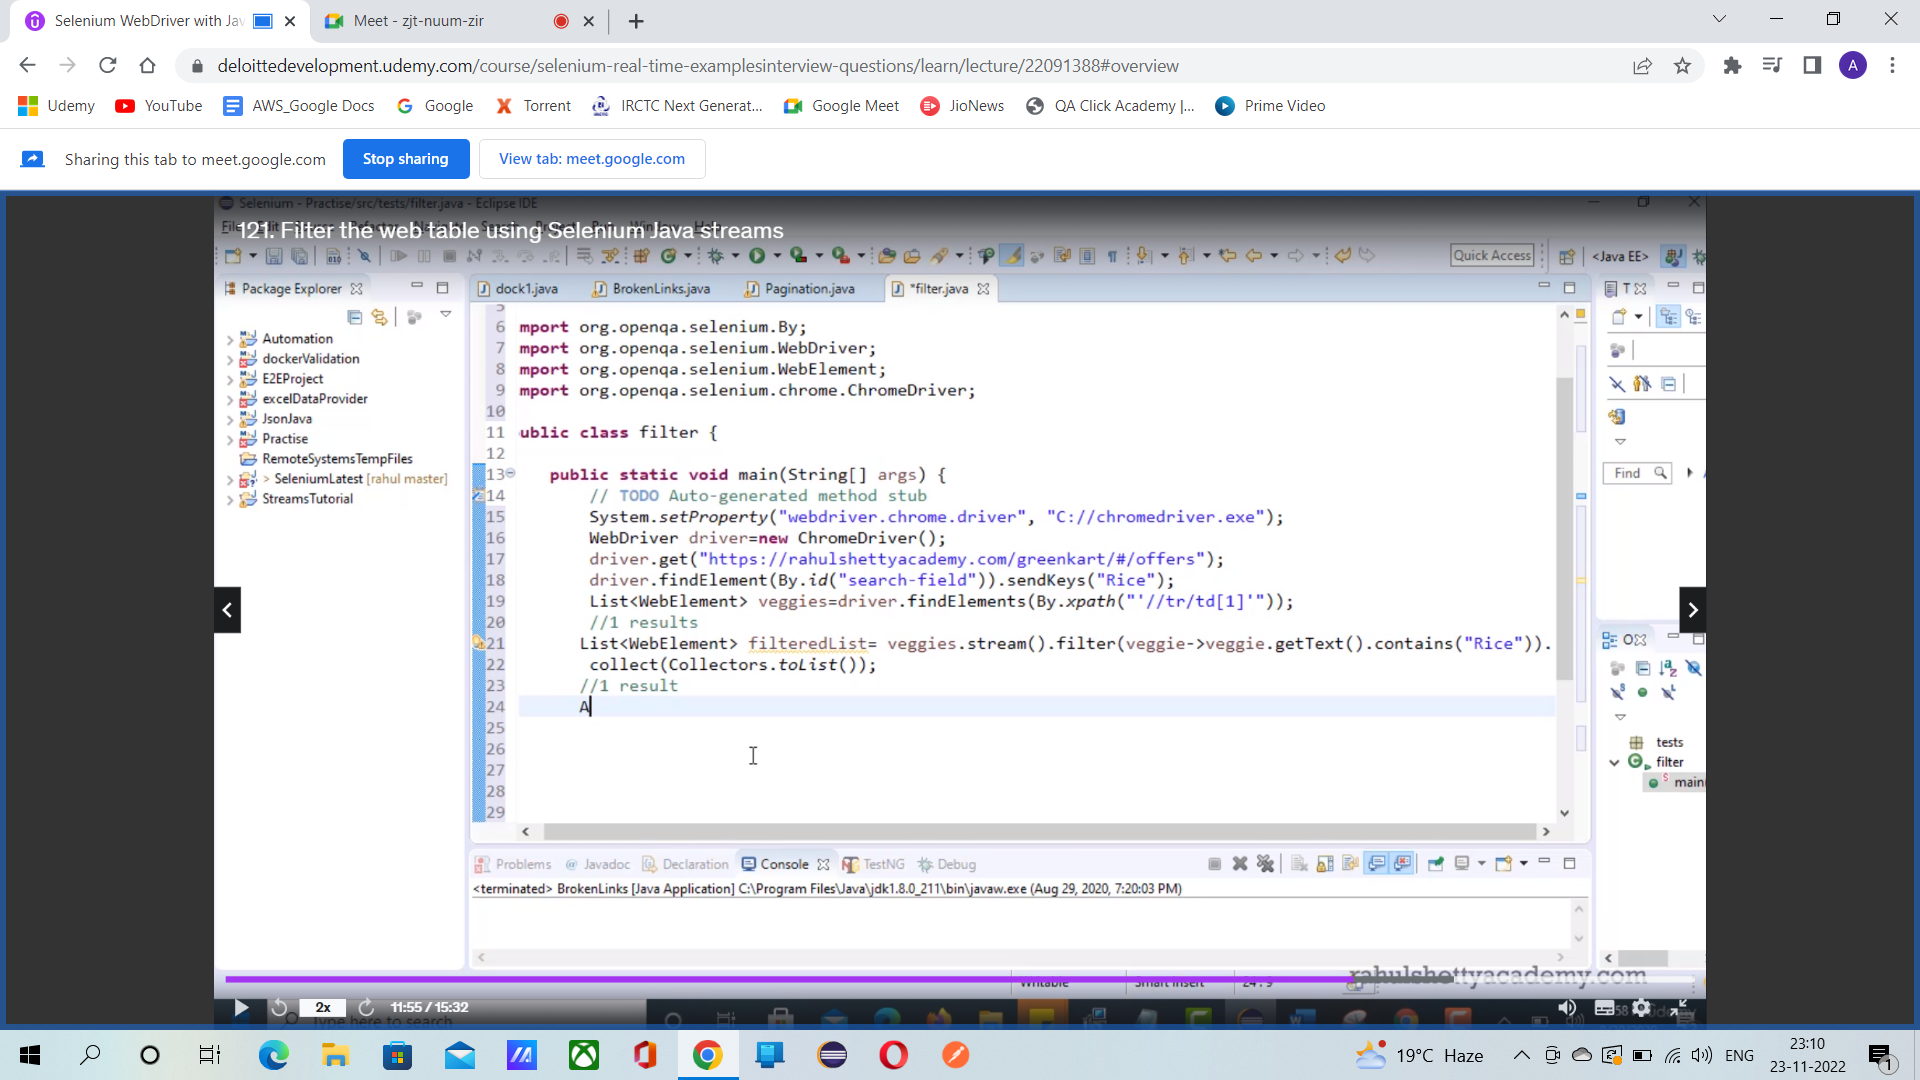 Selenium WebDriver with Jav
Meet - zjt-nuum-zir
deloittedevelopment.udemy.com/course/selenium-real-time-examplesinterview-questions/learn/lecture/22091388#overview
A
Udemy
YouTube
AWS_Google Docs
Google
Torrent
IRCTC Next Generat...
Google Meet
JioNews
QA Click Academy |...
Prime Video
Sharing this tab to meet.google.com
Stop sharing
View tab: meet.google.com
Selenium - Practise/src/tests/filter.java - Eclipse IDE
121. Filter the web table using Selenium Java streams
Quick Access
<Java EE>
Package Explorer
dock1.java
BrokenLinks.java
Pagination.java
*filter.java
Automation
dockerValidation
E2EProject
excelDataProvider
JsonJava
Practise
RemoteSystemsTempFiles
> SeleniumLatest [rahul master]
StreamsTutorial
5
6 mport org.openqa.selenium.By;
7 mport org.openqa.selenium.WebDriver;
8 mport org.openqa.selenium.WebElement;
9 mport org.openqa.selenium.chrome.ChromeDriver;
10
11 ublic class filter {
12
13 public static void main(String[] args) {
14 // TODO Auto-generated method stub
15 System.setProperty("webdriver.chrome.driver", "C://chromedriver.exe");
16 WebDriver driver=new ChromeDriver();
17 driver.get("https://rahulshettyacademy.com/greenkart/#/offers");
18 driver.findElement(By.id("search-field")).sendKeys("Rice");
19 List<WebElement> veggies=driver.findElements(By.xpath("'//tr/td[1]'"));
20 //1 results
21 List<WebElement> filteredList= veggies.stream().filter(veggie->veggie.getText().contains("Rice")).
22 collect(Collectors.toList());
23 //1 result
24 A
25
26
27
28
29
T
Find
tests
filter
main
Problems
@ Javadoc
Declaration
Console
TestNG
Debug
<terminated> BrokenLinks [Java Application] C:\Program Files\Java\jdk1.8.0_211\bin\javaw.exe (Aug 29, 2020, 7:20:03 PM)
rahulshettyacademy.com
Writable
Smart Insert
24 : 9
2x
11:55 / 15:32
Type here to search
19°C Haze
ENG
23:10
23-11-2022
1